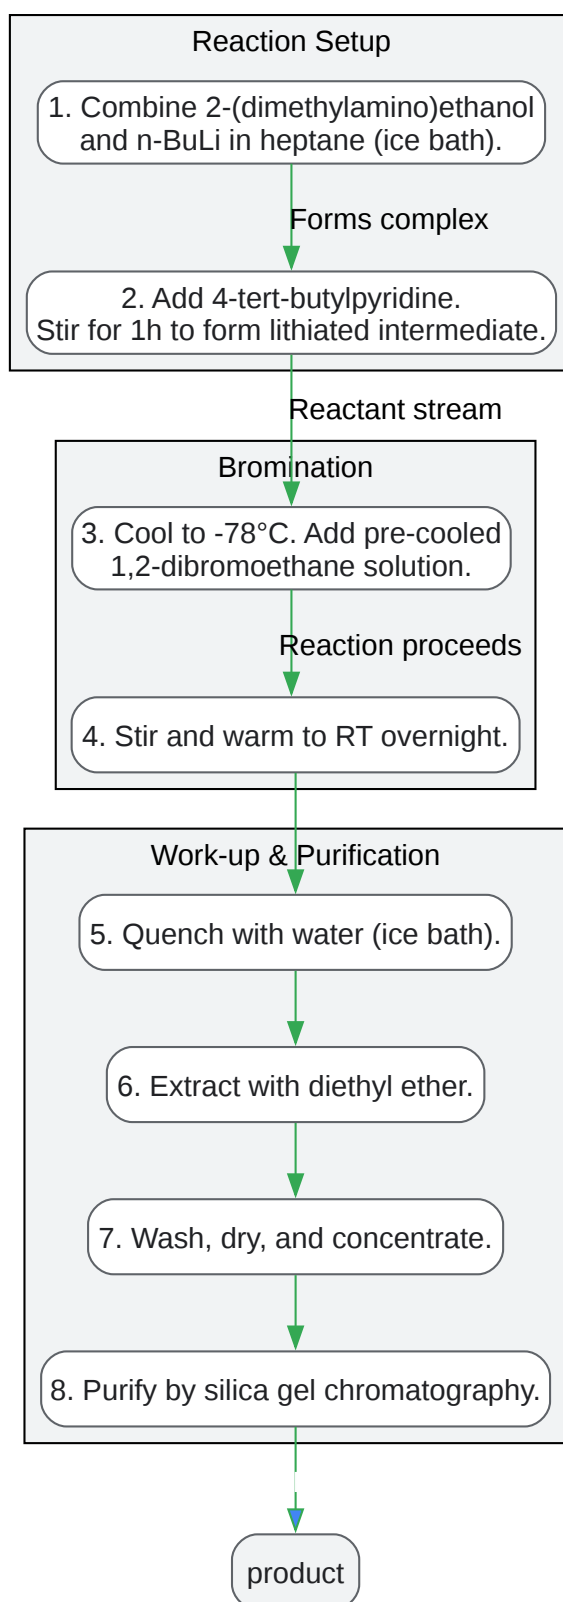 Reaction Setup
1. Combine 2-(dimethylamino)ethanol
and n-BuLi in heptane (ice bath).
Forms complex
2. Add 4-tert-butylpyridine.
Stir for 1h to form lithiated intermediate.
Reactant stream
Bromination
3. Cool to -78°C. Add pre-cooled
1,2-dibromoethane solution.
Reaction proceeds
4. Stir and warm to RT overnight.
Work-up & Purification
5. Quench with water (ice bath).
6. Extract with diethyl ether.
7. Wash, dry, and concentrate.
8. Purify by silica gel chromatography.
product